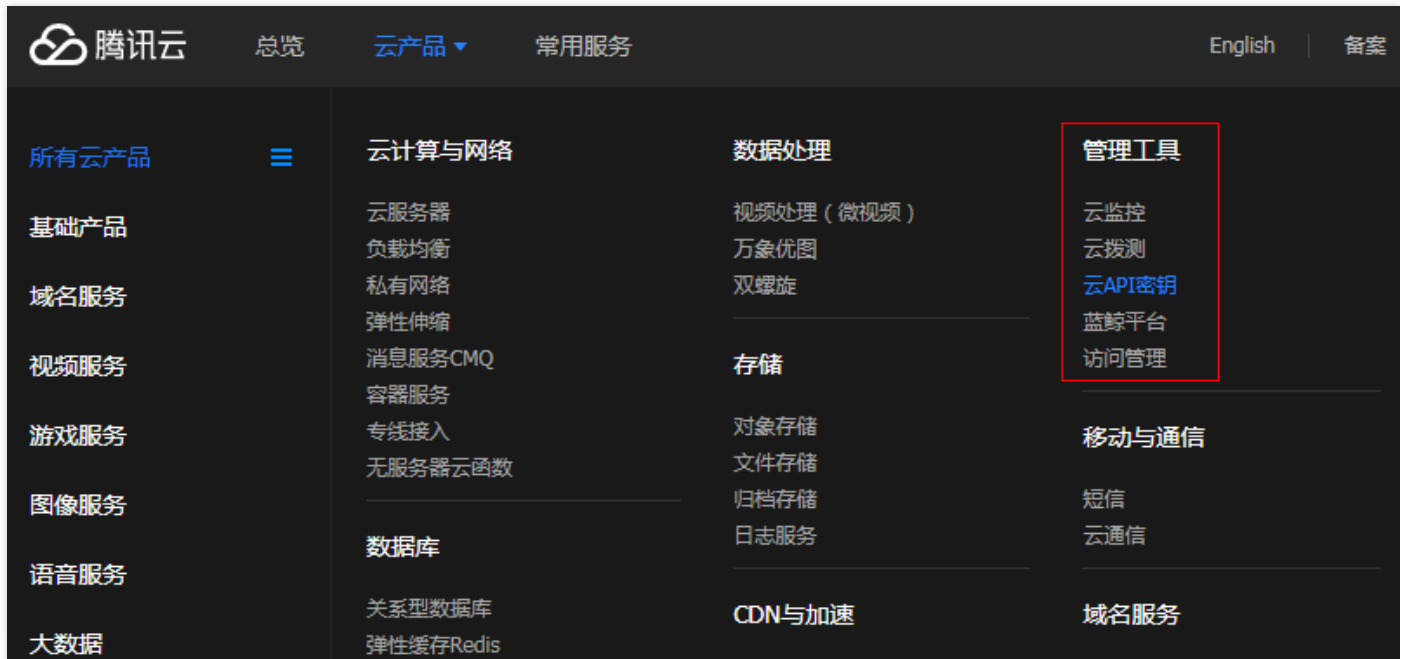 腾讯云
总览
云产品
常用服务
English
备案
所有云产品
基础产品
域名服务
视频服务
游戏服务
图像服务
语音服务
大数据
云计算与网络
云服务器
负载均衡
私有网络
弹性伸缩
消息服务CMQ
容器服务
专线接入
无服务器云函数
数据库
关系型数据库
弹性缓存Redis
数据处理
视频处理（微视频）
万象优图
双螺旋
存储
对象存储
文件存储
归档存储
日志服务
CDN与加速
管理工具
云监控
云拨测
云API密钥
蓝鲸平台
访问管理
移动与通信
短信
云通信
域名服务